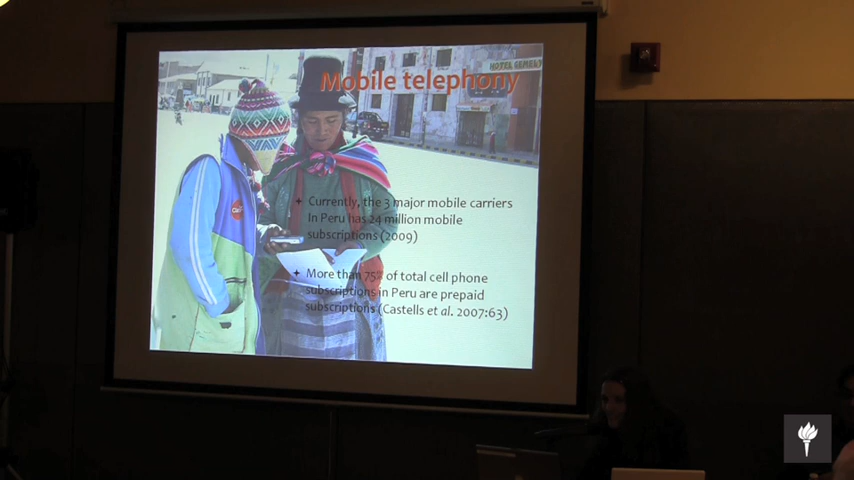 HOTEL GEMELY
Mobile telephony
Currently, the 3 major mobile carriers
in Peru has 24 million mobile
subscriptions (2009)
More than 75% of total cell phone
subscriptions in Peru are prepaid
subscriptions (Castells et al. 2007:63)